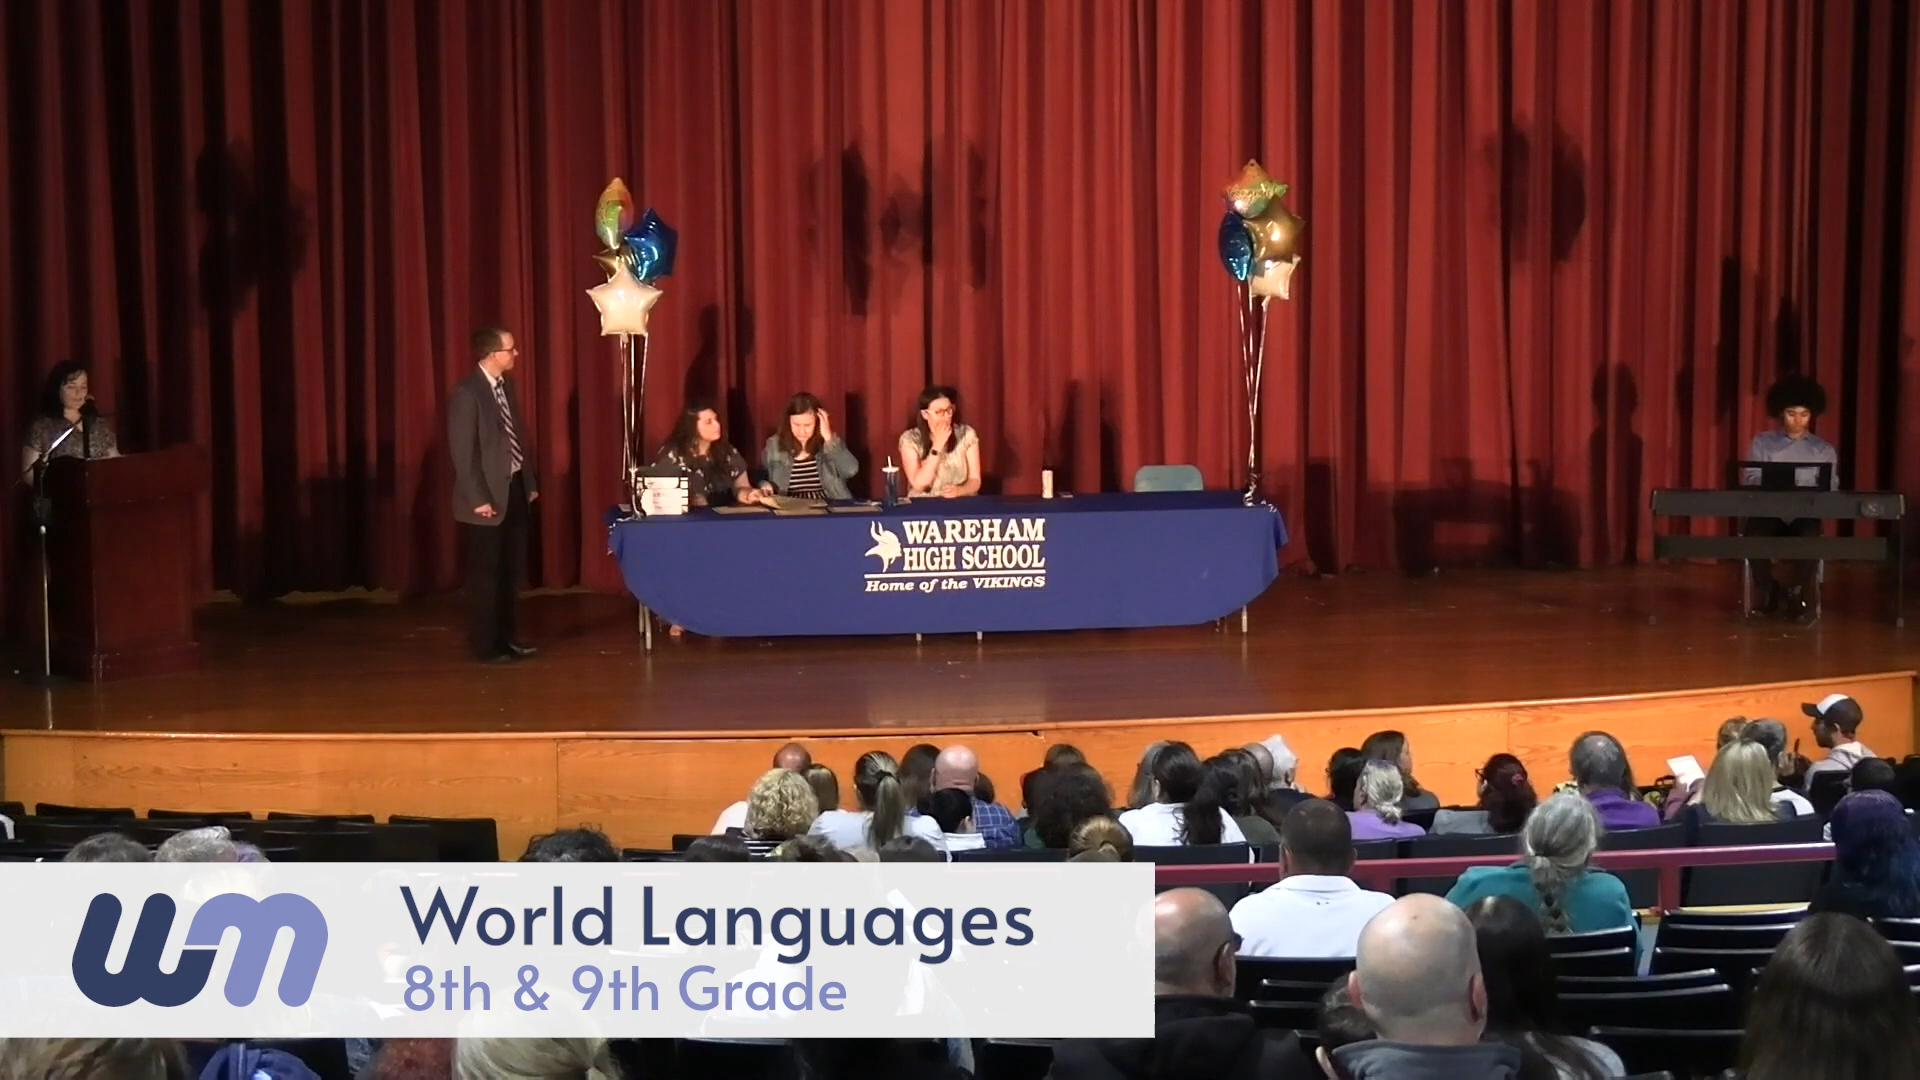 WAREHAM
HIGH SCHOOL
Home of the VIKINGS
wm
World Languages
8th & 9th Grade